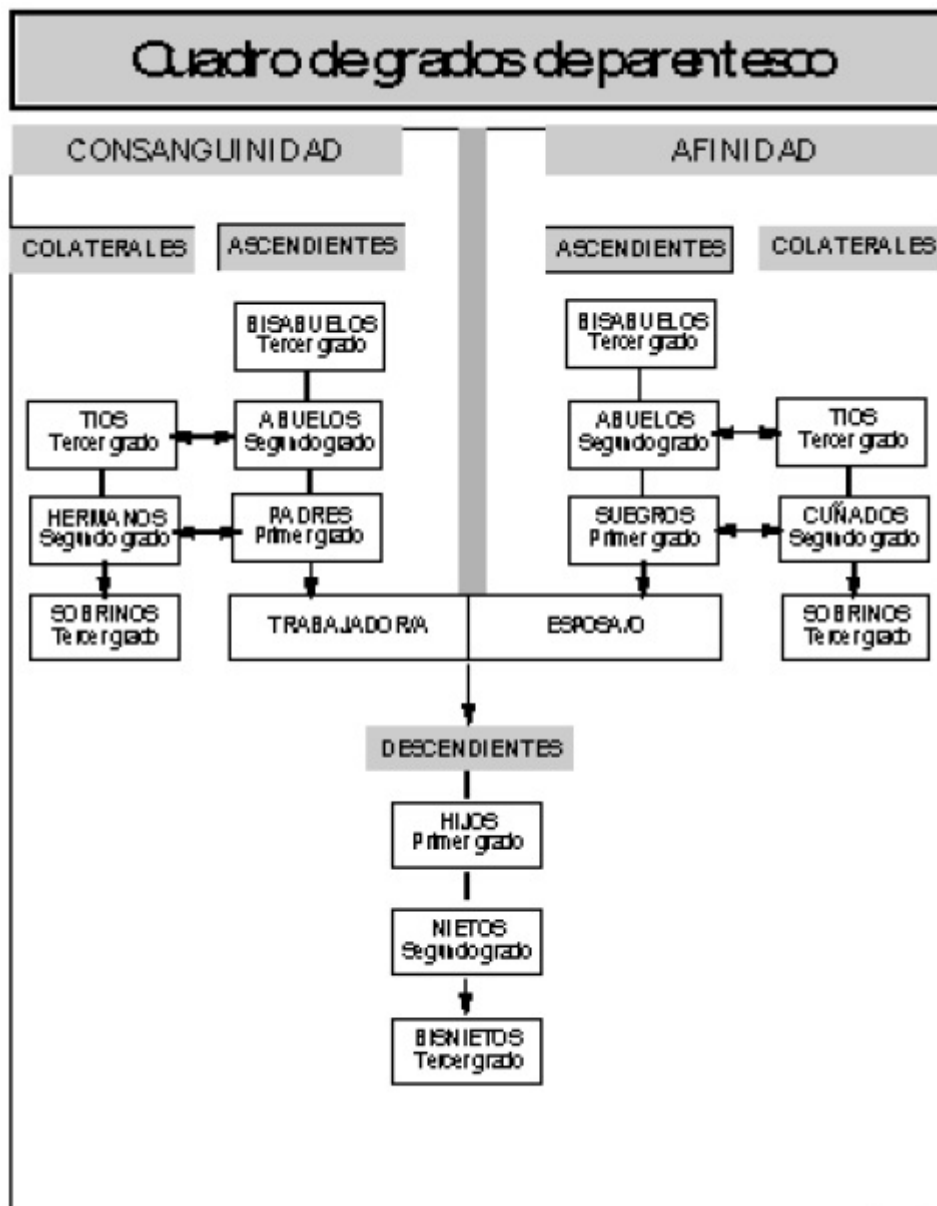 Cuadro de grados de parentesco
CONSANGUINIDAD
AFINIDAD
COLATERALES
ASCENDIENTES
ASCENDIENTES
COLATERALES
BISABUELOS
Tercer grado
BISABUELOS
Tercer grado
TIOS
Tercer grado
ABUELOS
Segundo grado
ABUELOS
Segundo grado
TIOS
Tercer grado
HERMANOS
Segundo grado
PADRES
Primer grado
SUEGROS
Primer grado
CUÑADOS
Segundo grado
SOBRINOS
Tercer grado
TRABAJADOR/A
ESPOSA/O
SOBRINOS
Tercer grado
DESCENDIENTES
HIJOS
Primer grado
NIETOS
Segundo grado
BISNIETOS
Tercer grado